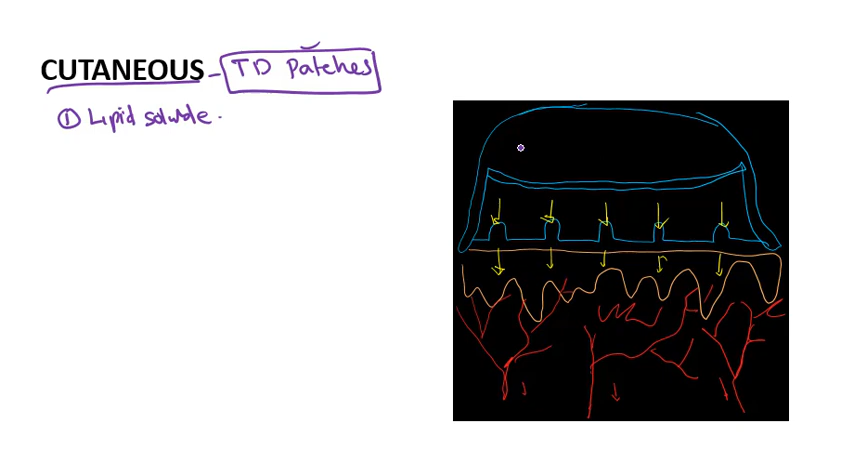 CUTANEOUS - TD Patches
① Lipid soluble.